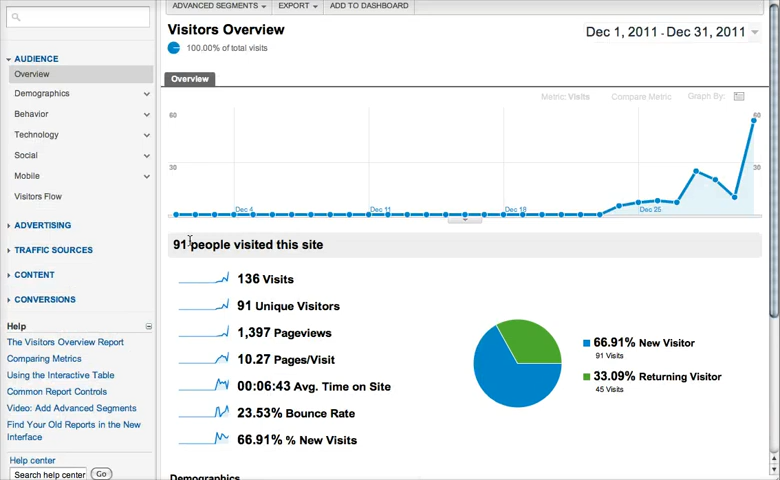 ADVANCED SEGMENTS
EXPORT
ADD TO DASHBOARD
Visitors Overview
Dec 1, 2011 - Dec 31, 2011
100.00% of total visits
AUDIENCE
Overview
Demographics
Behavior
Technology
Social
Mobile
Visitors Flow
ADVERTISING
TRAFFIC SOURCES
CONTENT
CONVERSIONS
Help
The Visitors Overview Report
Comparing Metrics
Using the Interactive Table
Common Report Controls
Video: Add Advanced Segments
Find Your Old Reports in the New
Interface
Help center
Search help center
Go
Overview
Metric: Visits
Compare Metric
Graph By:
60
60
30
30
Dec 4
Dec 11
Dec 18
Dec 25
91 people visited this site
136 Visits
91 Unique Visitors
1,397 Pageviews
10.27 Pages/Visit
00:06:43 Avg. Time on Site
23.53% Bounce Rate
66.91% % New Visits
66.91% New Visitor
91 Visits
33.09% Returning Visitor
45 Visits
Demographics